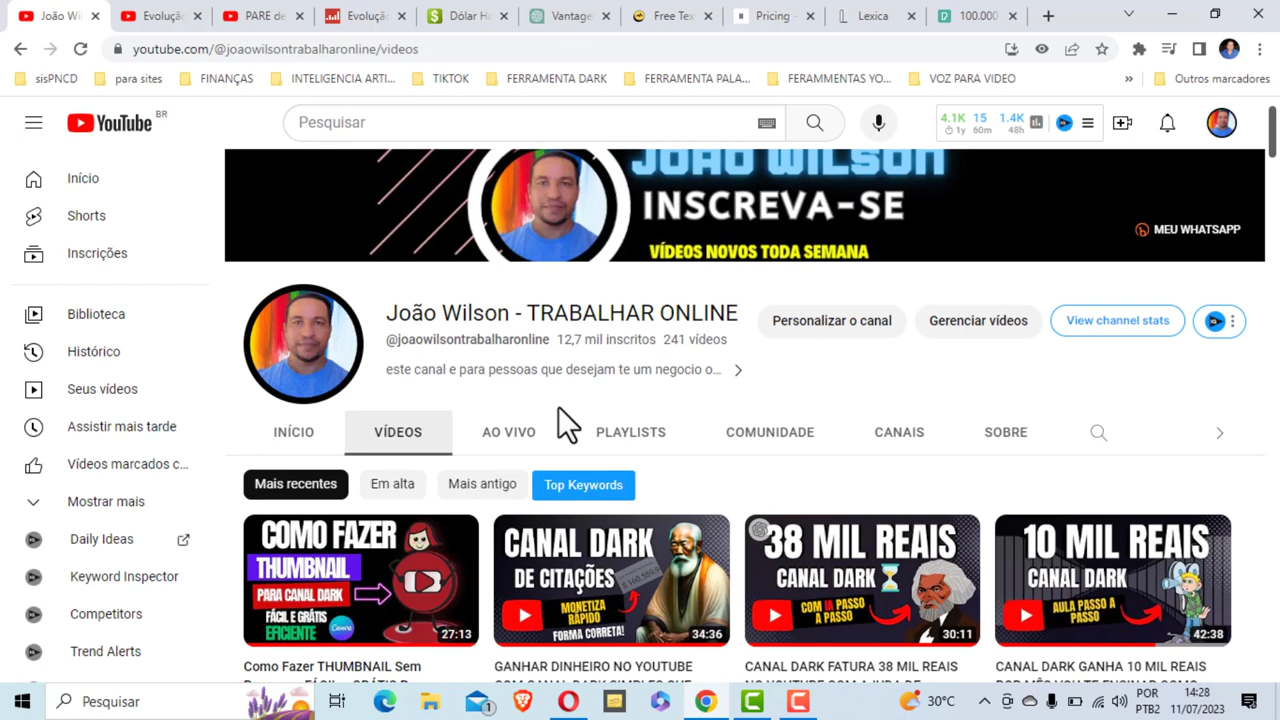 João Wi
Evolução
PARE de
Evolução
Dólar H
Vantage
Free Tex
Pricing -
Lexica
100.000
youtube.com/@joaowilsontrabalharonline/videos
sisPNCD
para sites
FINANÇAS
INTELIGENCIA ARTI...
TIKTOK
FERRAMENTA DARK
FERRAMENTA PALA...
FERAMMENTAS YO...
VOZ PARA VIDEO
»
Outros marcadores
YouTube BR
Pesquisar
4.1K 15 1.4K
1y 60m 48h
JOÃO WILSON
INSCREVA-SE
VÍDEOS NOVOS TODA SEMANA
MEU WHATSAPP
Início
Shorts
Inscrições
Biblioteca
Histórico
Seus vídeos
Assistir mais tarde
Vídeos marcados c...
Mostrar mais
Daily Ideas
Keyword Inspector
Competitors
Trend Alerts
João Wilson - TRABALHAR ONLINE
@joaowilsontrabalharonline 12,7 mil inscritos 241 vídeos
este canal e para pessoas que desejam te um negocio o...
Personalizar o canal
Gerenciar vídeos
View channel stats
INÍCIO
VÍDEOS
AO VIVO
PLAYLISTS
COMUNIDADE
CANAIS
SOBRE
Mais recentes
Em alta
Mais antigo
Top Keywords
COMO FAZER
THUMBNAIL
PARA CANAL DARK
FÁCIL E GRÁTIS
EFICIENTE
Canva
27:13
CANAL DARK
DE CITAÇÕES
MONETIZA
RÁPIDO
FORMA CORRETA!
34:36
38 MIL REAIS
CANAL DARK
COM IA PASSO
A PASSO
30:11
10 MIL REAIS
CANAL DARK
AULA PASSO A
PASSO
42:38
Como Fazer THUMBNAIL Sem
GANHAR DINHEIRO NO YOUTUBE
CANAL DARK FATURA 38 MIL REAIS
CANAL DARK GANHA 10 MIL REAIS
Pesquisar
1
30°C
POR
PTB2
14:28
11/07/2023